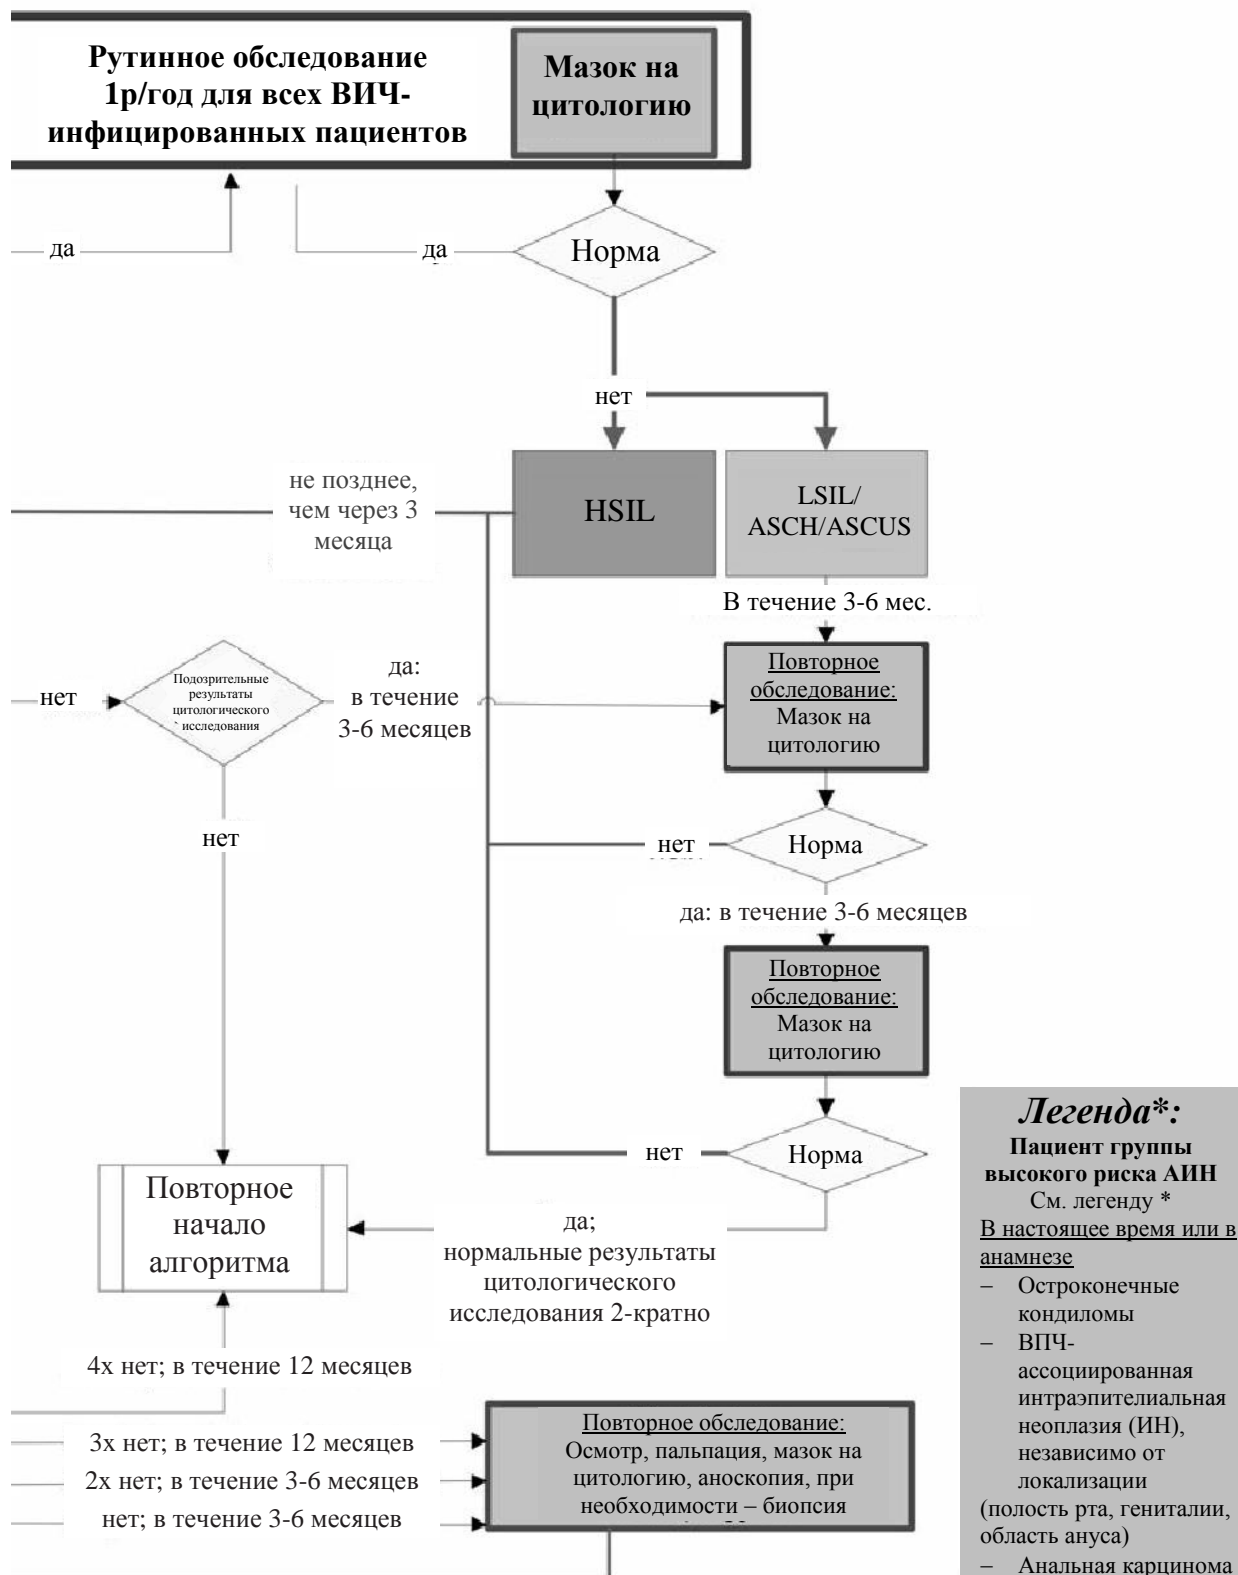 Рутинное обследование
1р/год для всех ВИЧ-
инфицированных пациентов
Мазок на
цитологию
да
да
Норма
нет
не позднее,
чем через 3
месяца
HSIL
LSIL/
ASCH/ASCUS
В течение 3-6 мес.
нет
Подозрительные
результаты
цитологического
исследования
да:
в течение
3-6 месяцев
Повторное
обследование:
Мазок на
цитологию
нет
нет
Норма
да: в течение 3-6 месяцев
Повторное
обследование:
Мазок на
цитологию
нет
Норма
Повторное
начало
алгоритма
да;
нормальные результаты
цитологического
исследования 2-кратно
4х нет; в течение 12 месяцев
3х нет; в течение 12 месяцев
2х нет; в течение 3-6 месяцев
нет; в течение 3-6 месяцев
Повторное обследование:
Осмотр, пальпация, мазок на
цитологию, аноскопия, при
необходимости – биопсия
Легенда*:
Пациент группы
высокого риска АИН
См. легенду *
В настоящее время или в
анамнезе
– Остроконечные
кондиломы
– ВПЧ-
ассоциированная
интраэпителиальная
неоплазия (ИН),
независимо от
локализации
(полость рта, гениталии,
область ануса)
– Анальная карцинома